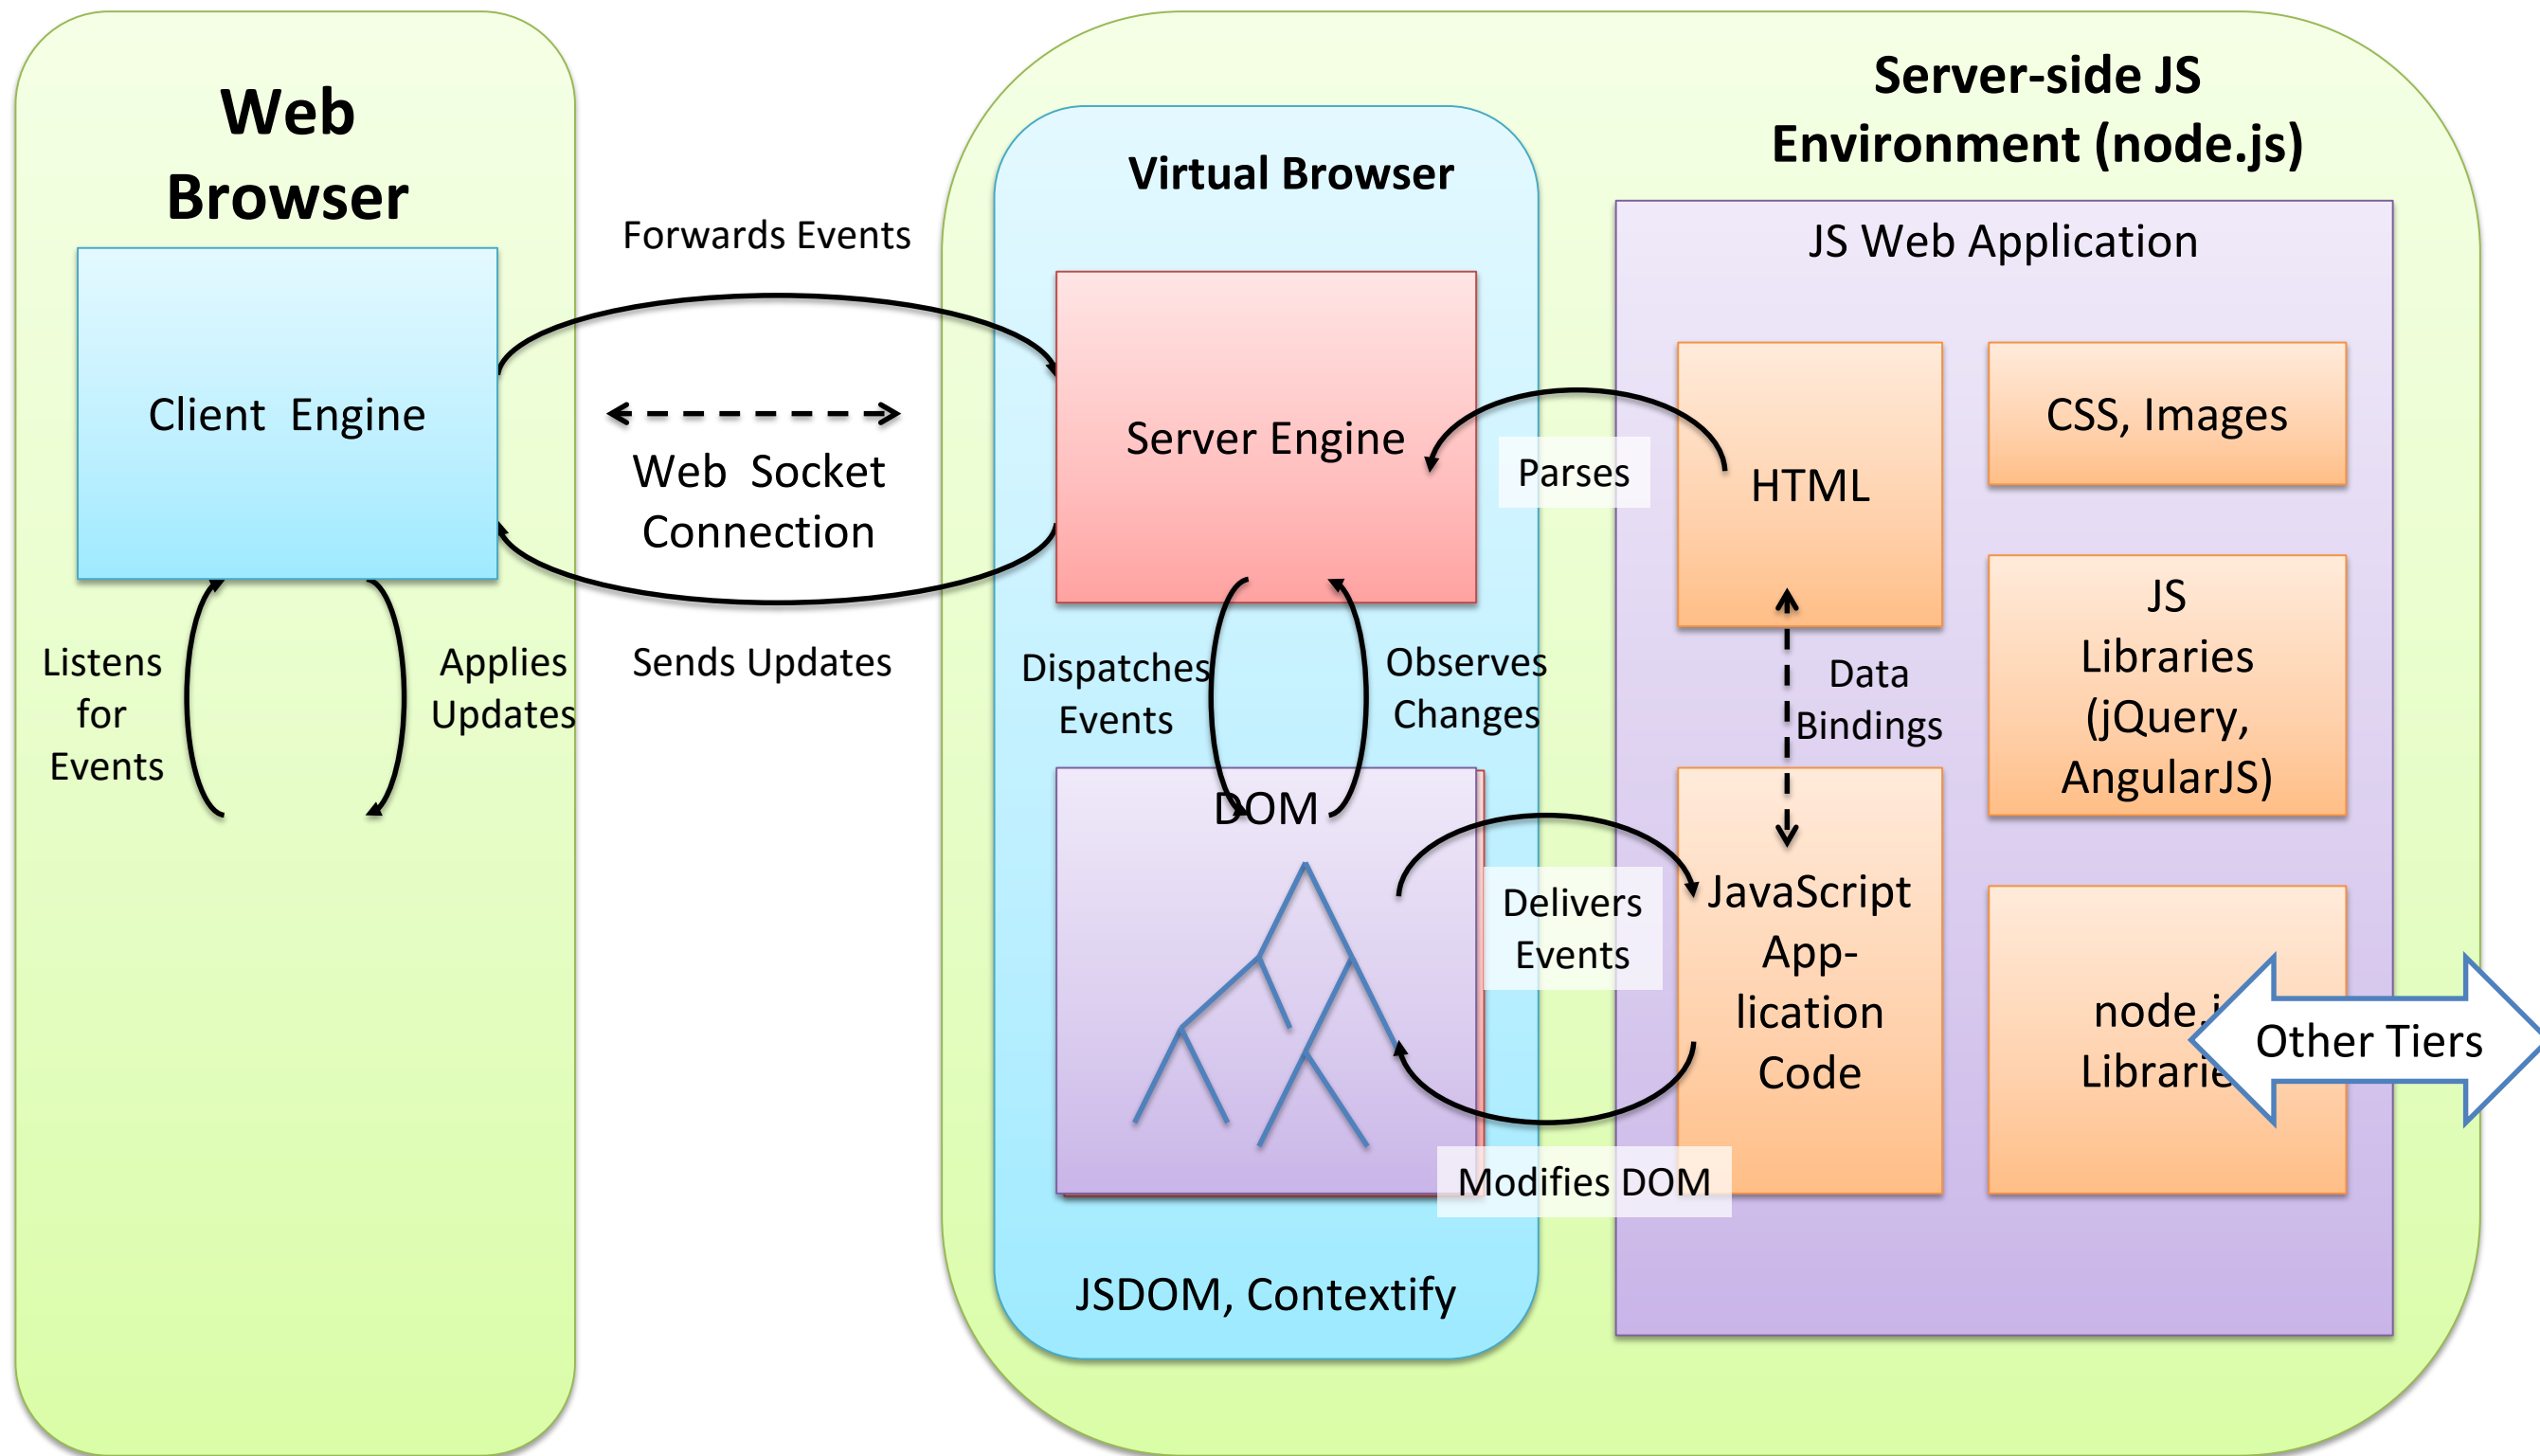 Web
Browser
Client  Engine
Listens
for
Events
Applies
Updates
Forwards Events
Web  Socket
Connection
Sends Updates
Server-side JS
Environment (node.js)
Virtual Browser
Server Engine
Dispatches
Events
Observes
Changes
DOM
JSDOM, Contextify
Parses
Delivers
Events
Modifies DOM
JS Web Application
HTML
Data
Bindings
JavaScript
App-
lication
Code
CSS, Images
JS
Libraries
(jQuery,
AngularJS)
node.j
Librarie
Other Tiers